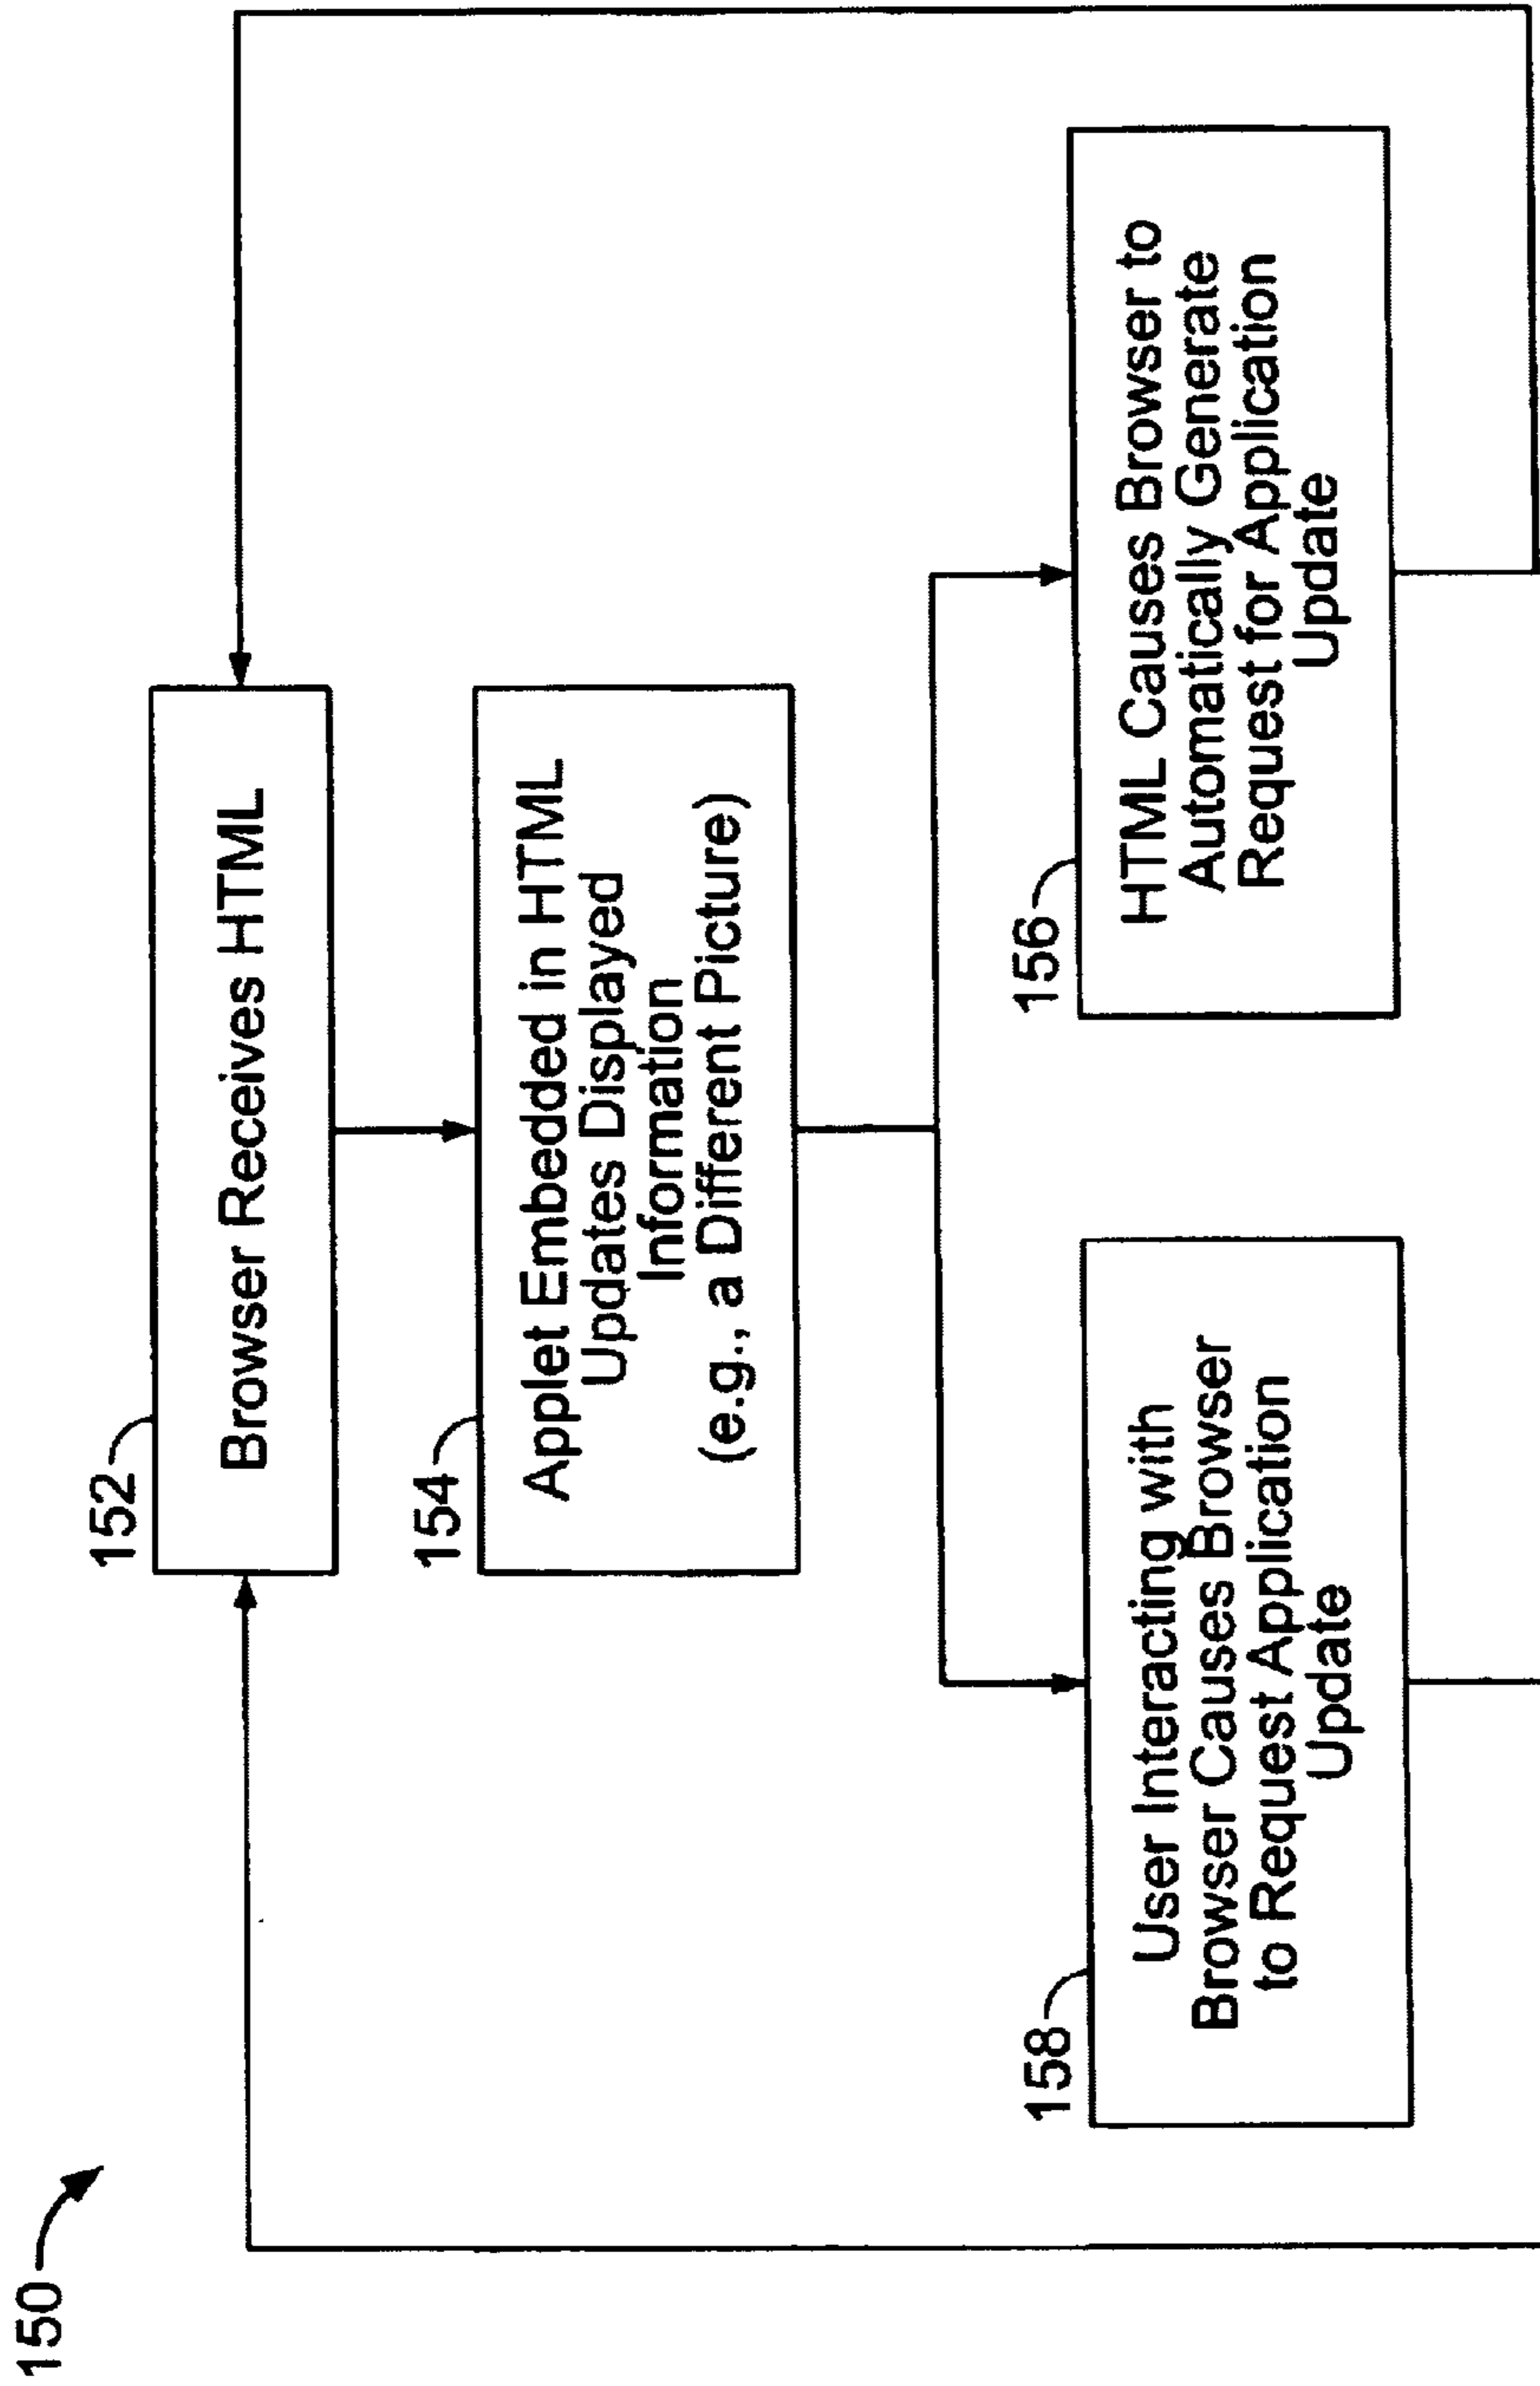 150
152
Browser Receives HTML
154
Applet Embedded in HTML
Updates Displayed
Information
(e.g., a Different Picture)
158
User Interacting with
Browser Causes Browser
to Request Application
Update
156
HTML Causes Browser to
Automatically Generate
Request for Application
Update